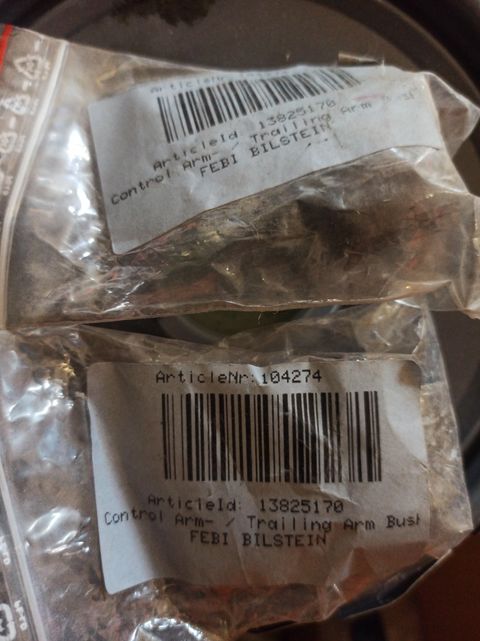 ArticleNr:
ArticleId: 13825170
Control Arm- / Trailing Arm
FEBI BILSTEIN
ArticleNr:104274
ArticleId: 13825170
Control Arm- / Trailing Arm Bush
FEBI BILSTEIN